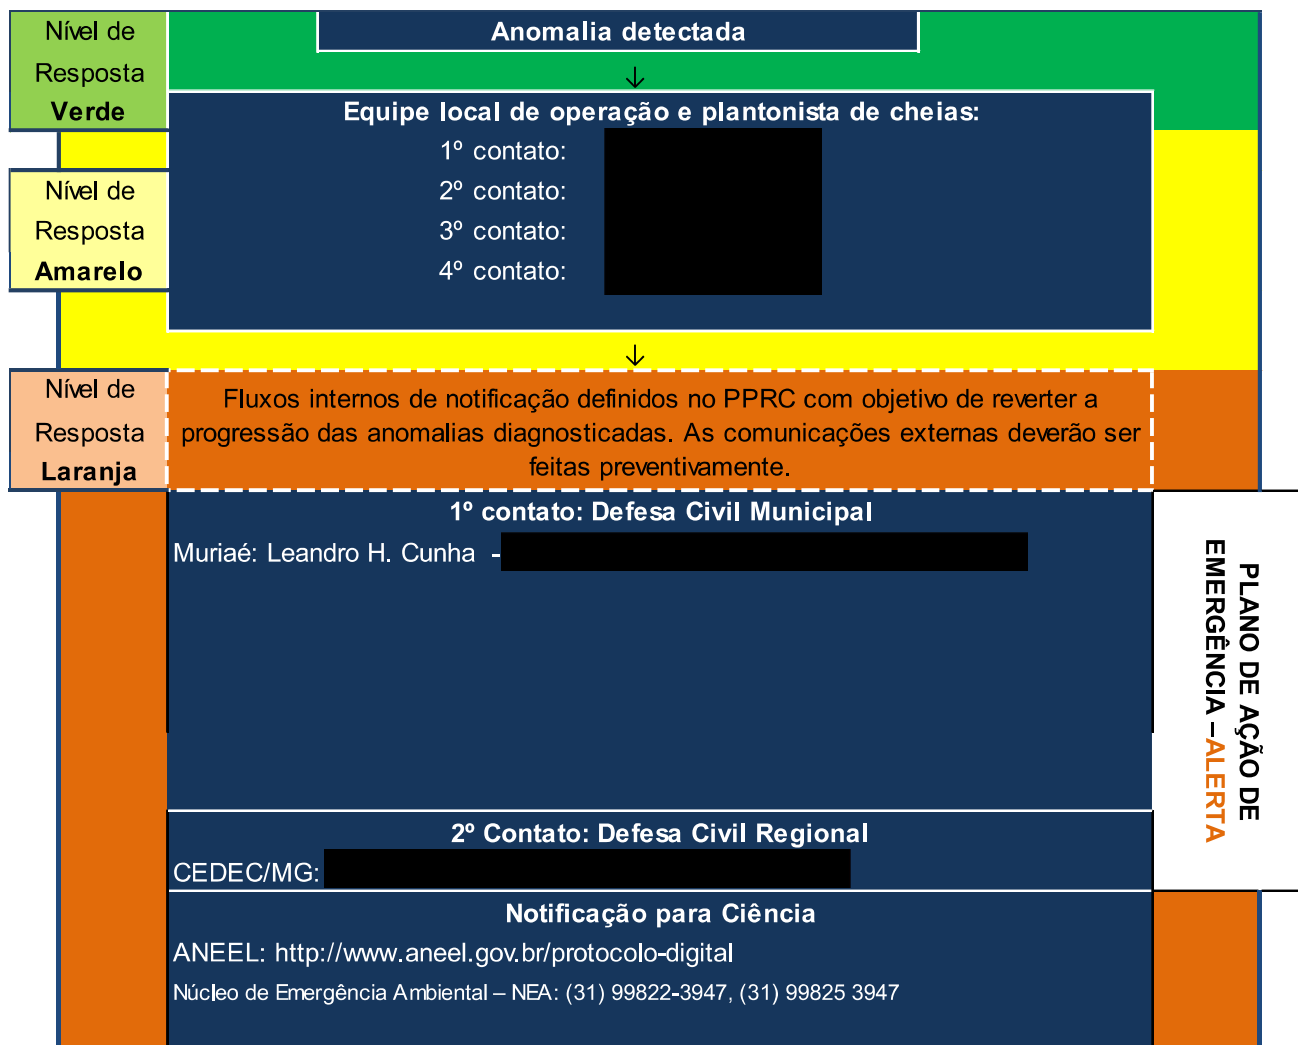 Nível de
Resposta
Verde
Anomalia detectada
↓
Equipe local de operação e plantonista de cheias:
1º contato:
2º contato:
3º contato:
4º contato:
Nível de
Resposta
Amarelo
↓
Nível de
Resposta
Laranja
Fluxos internos de notificação definidos no PPRC com objetivo de reverter a
progressão das anomalias diagnosticadas. As comunicações externas deverão ser
feitas preventivamente.
1º contato: Defesa Civil Municipal
Muriaé: Leandro H. Cunha -
PLANO DE AÇÃO DE
EMERGÊNCIA –ALERTA
2º Contato: Defesa Civil Regional
CEDEC/MG:
Notificação para Ciência
ANEEL: http://www.aneel.gov.br/protocolo-digital
Núcleo de Emergência Ambiental – NEA: (31) 99822-3947, (31) 99825 3947